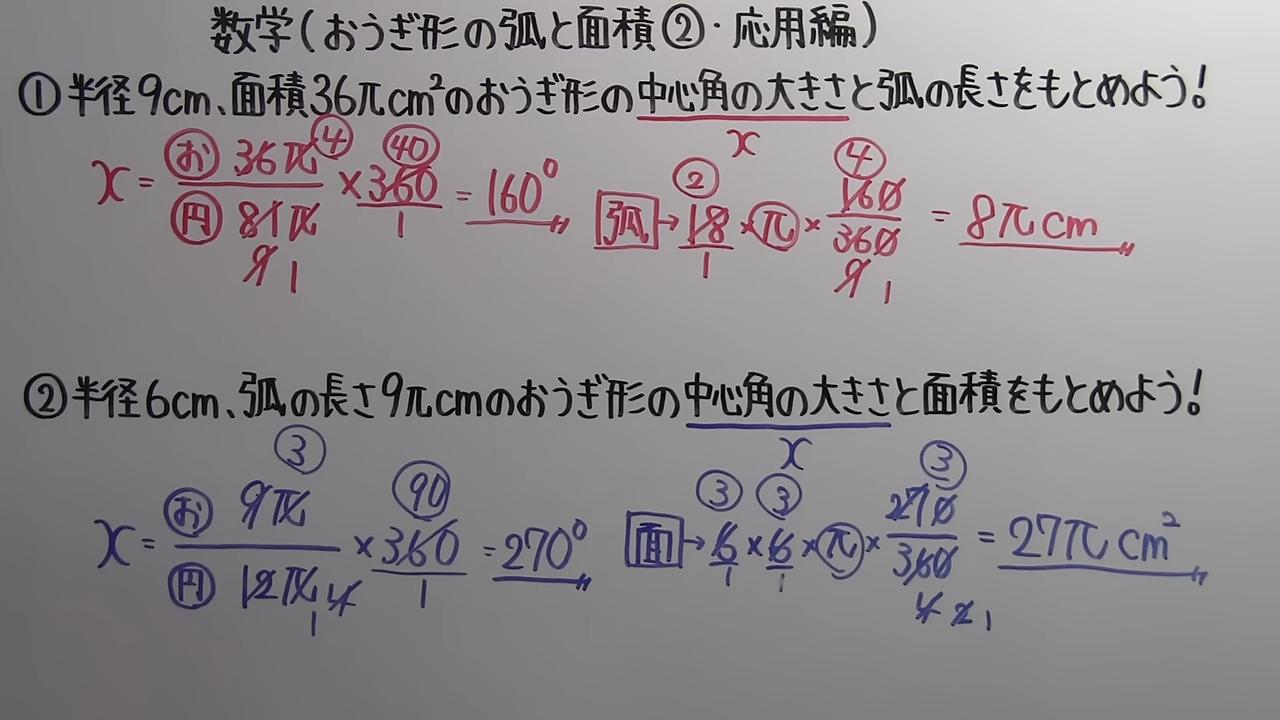 数学(おうぎ形の弧と面積②・応用編)
①半径9cm、面積36πcm²のおうぎ形の中心角の大きさと弧の長さをもとめよう!
x
x = お 36π ④ / 円 81π 9 1 × 360 ㊵ / 1 = 160°
弧 → 18 ② / 1 × π × 160 ④ / 360 9 1 = 8π cm
②半径6cm、弧の長さ9πcmのおうぎ形の中心角の大きさと面積をもとめよう!
x
x = お 9π ③ / 円 12π 4 1 × 360 90 / 1 = 270°
面 → 6 ③ / 1 × 6 ③ / 1 × π × 270 ③ / 360 4 2 1 = 27π cm²